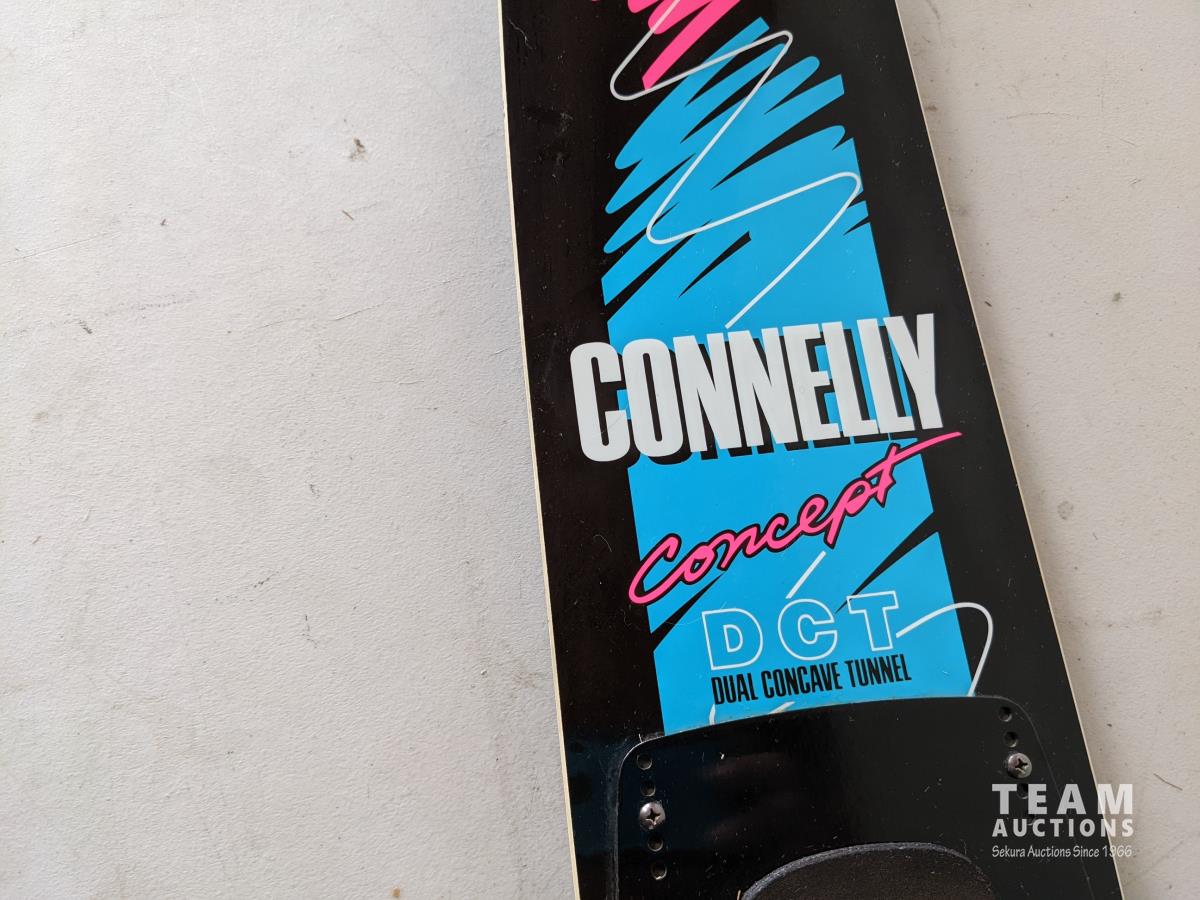 CONNELLY
Concept
DCT
DUAL CONCAVE TUNNEL
TEAM
AUCTIONS
Sekura Auctions Since 1966